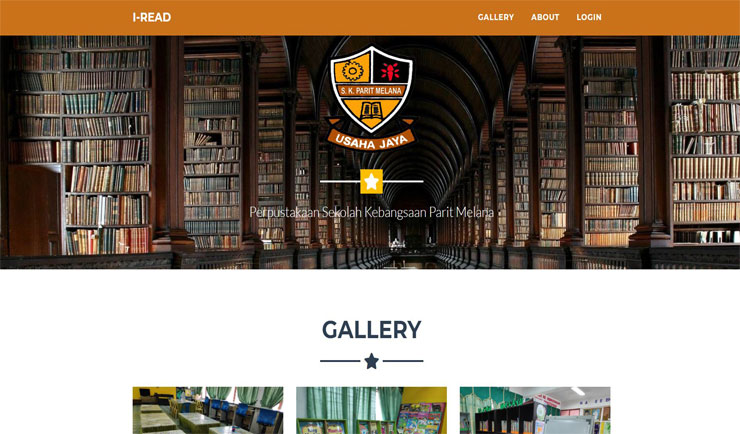 I-READ
GALLERY ABOUT LOGIN
S. K. PARIT MELANA
USAHA JAYA
Perpustakaan Sekolah Kebangsaan Parit Melana
GALLERY